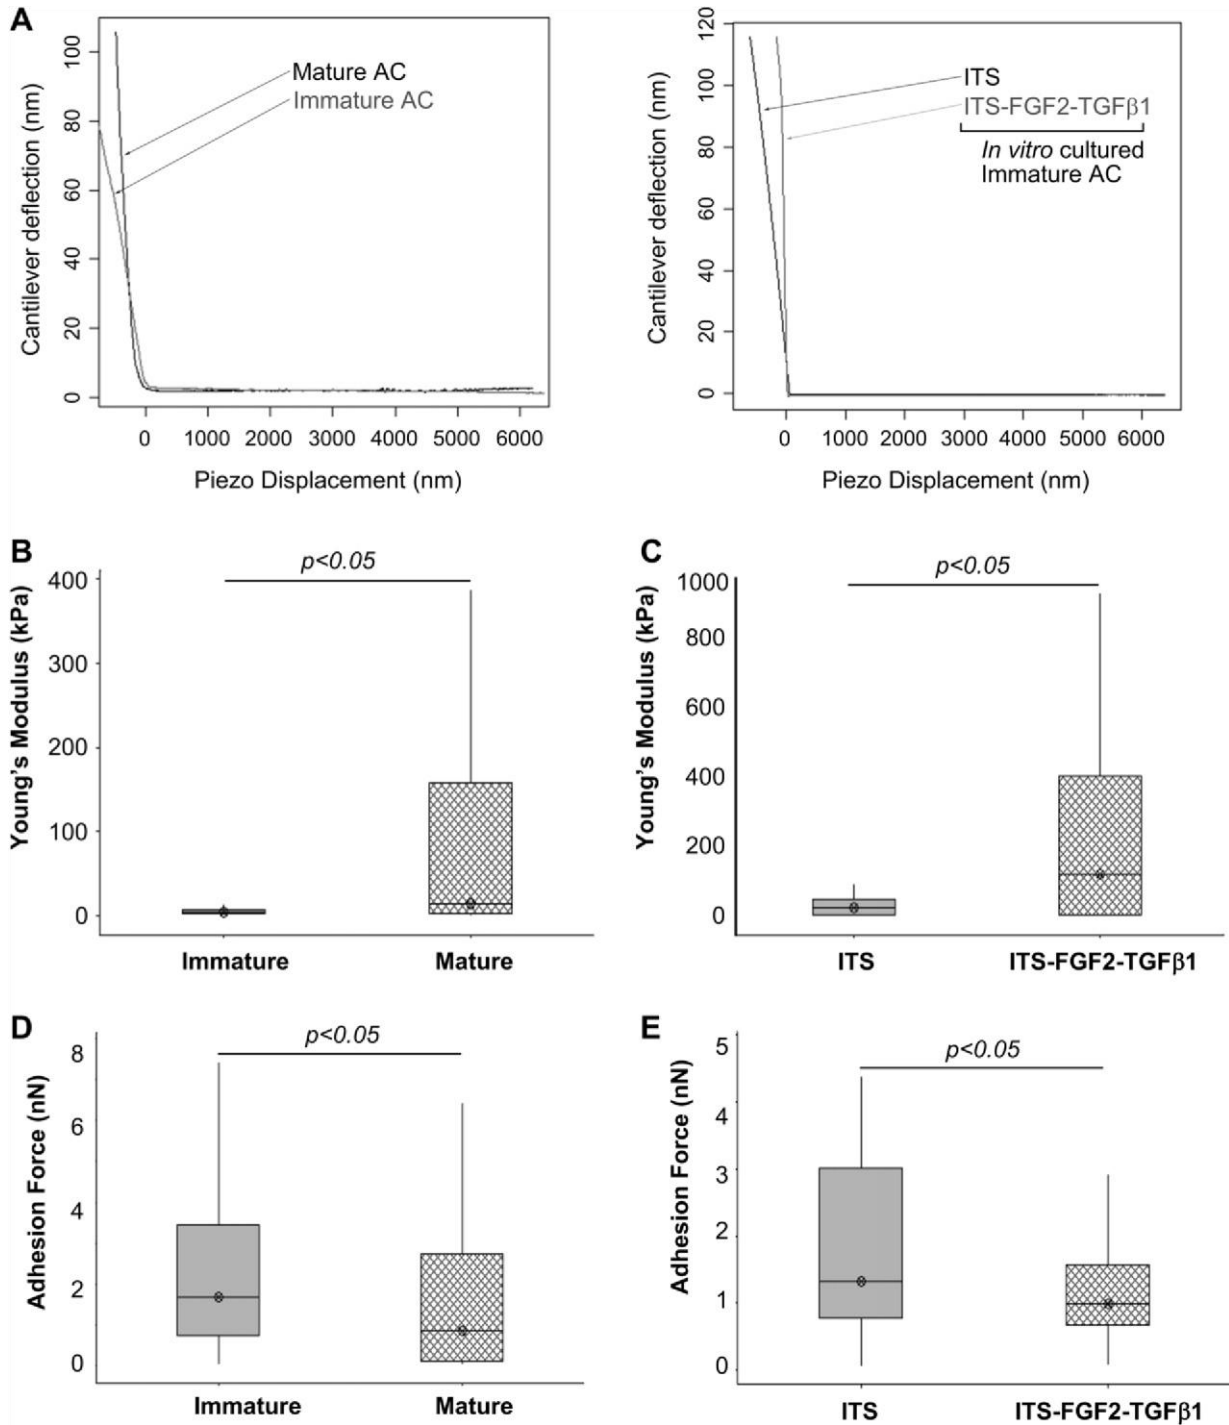 A
Cantilever deflection (nm)
100
80
60
40
20
0
Mature AC
Immature AC
0 1000 2000 3000 4000 5000 6000
Piezo Displacement (nm)
Cantilever deflection (nm)
120
100
80
60
40
20
0
ITS
ITS-FGF2-TGFβ1
In vitro cultured
Immature AC
0 1000 2000 3000 4000 5000 6000
Piezo Displacement (nm)
B
Young's Modulus (kPa)
400
300
200
100
0
p<0.05
Immature Mature
C
Young's Modulus (kPa)
1000
800
600
400
200
0
p<0.05
ITS ITS-FGF2-TGFβ1
D
Adhesion Force (nN)
8
6
4
2
0
p<0.05
Immature Mature
E
Adhesion Force (nN)
5
4
3
2
1
0
p<0.05
ITS ITS-FGF2-TGFβ1